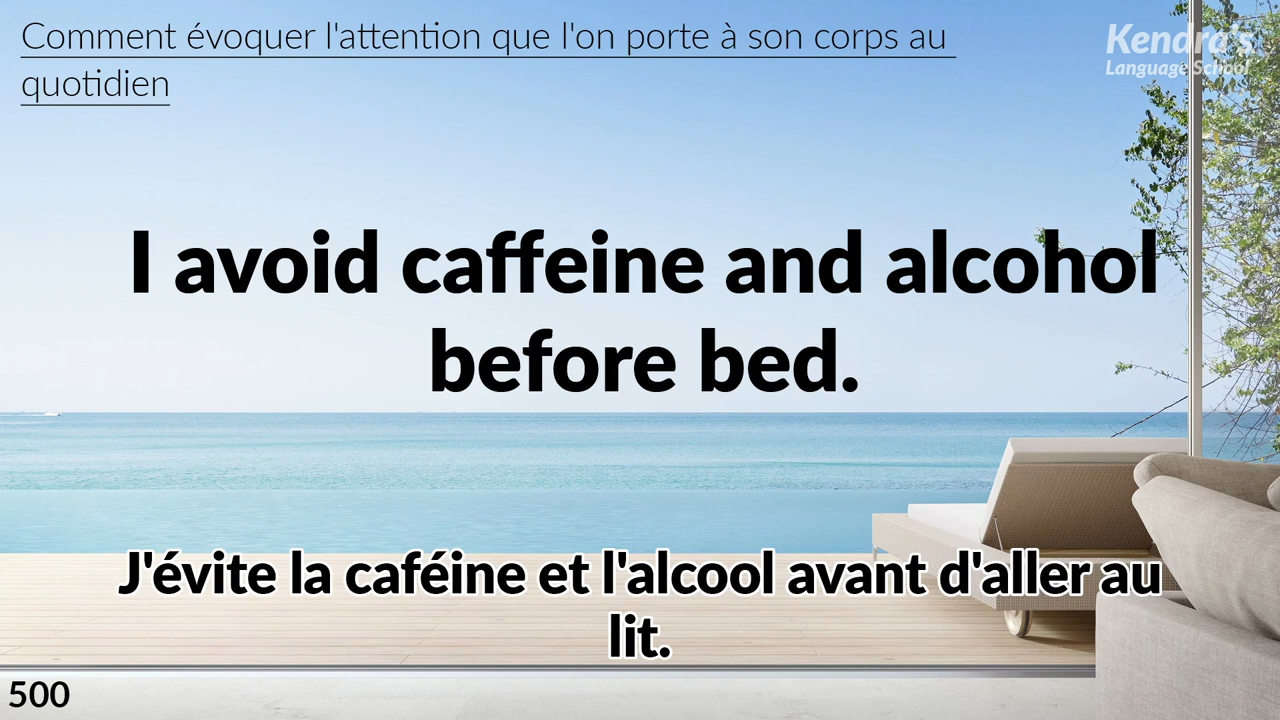 Comment évoquer l'attention que l'on porte à son corps au
quotidien
Kendra's
Language School
I avoid caffeine and alcohol
before bed.
J'évite la caféine et l'alcool avant d'aller au
lit.
500